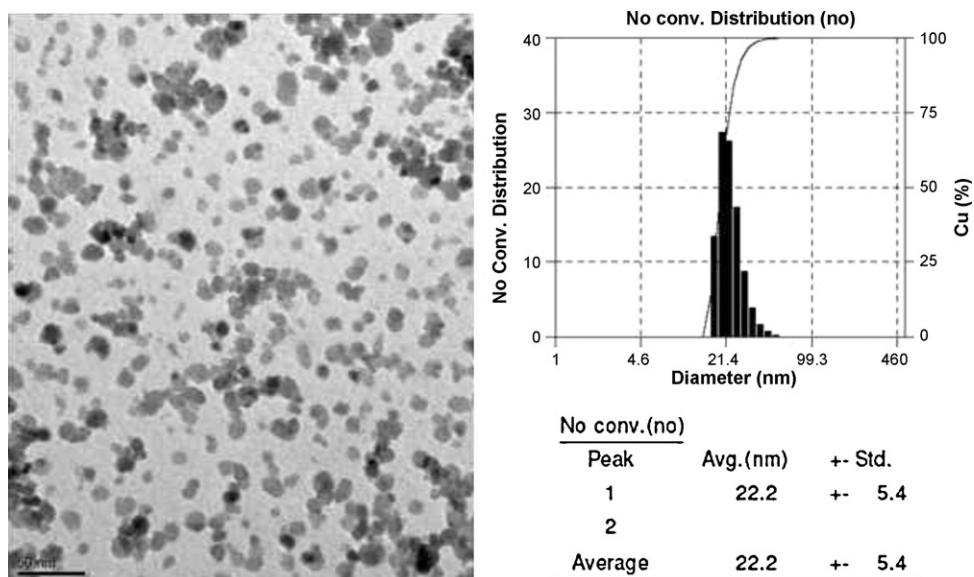 50 nm
No conv. Distribution (no)
No Conv. Distribution
40
30
20
10
0
100
75
50
25
0
Cu (%)
1 4.6 21.4 99.3 460
Diameter (nm)
No conv.(no)
Peak Avg.(nm) +- Std.
1 22.2 +- 5.4
2
Average 22.2 +- 5.4